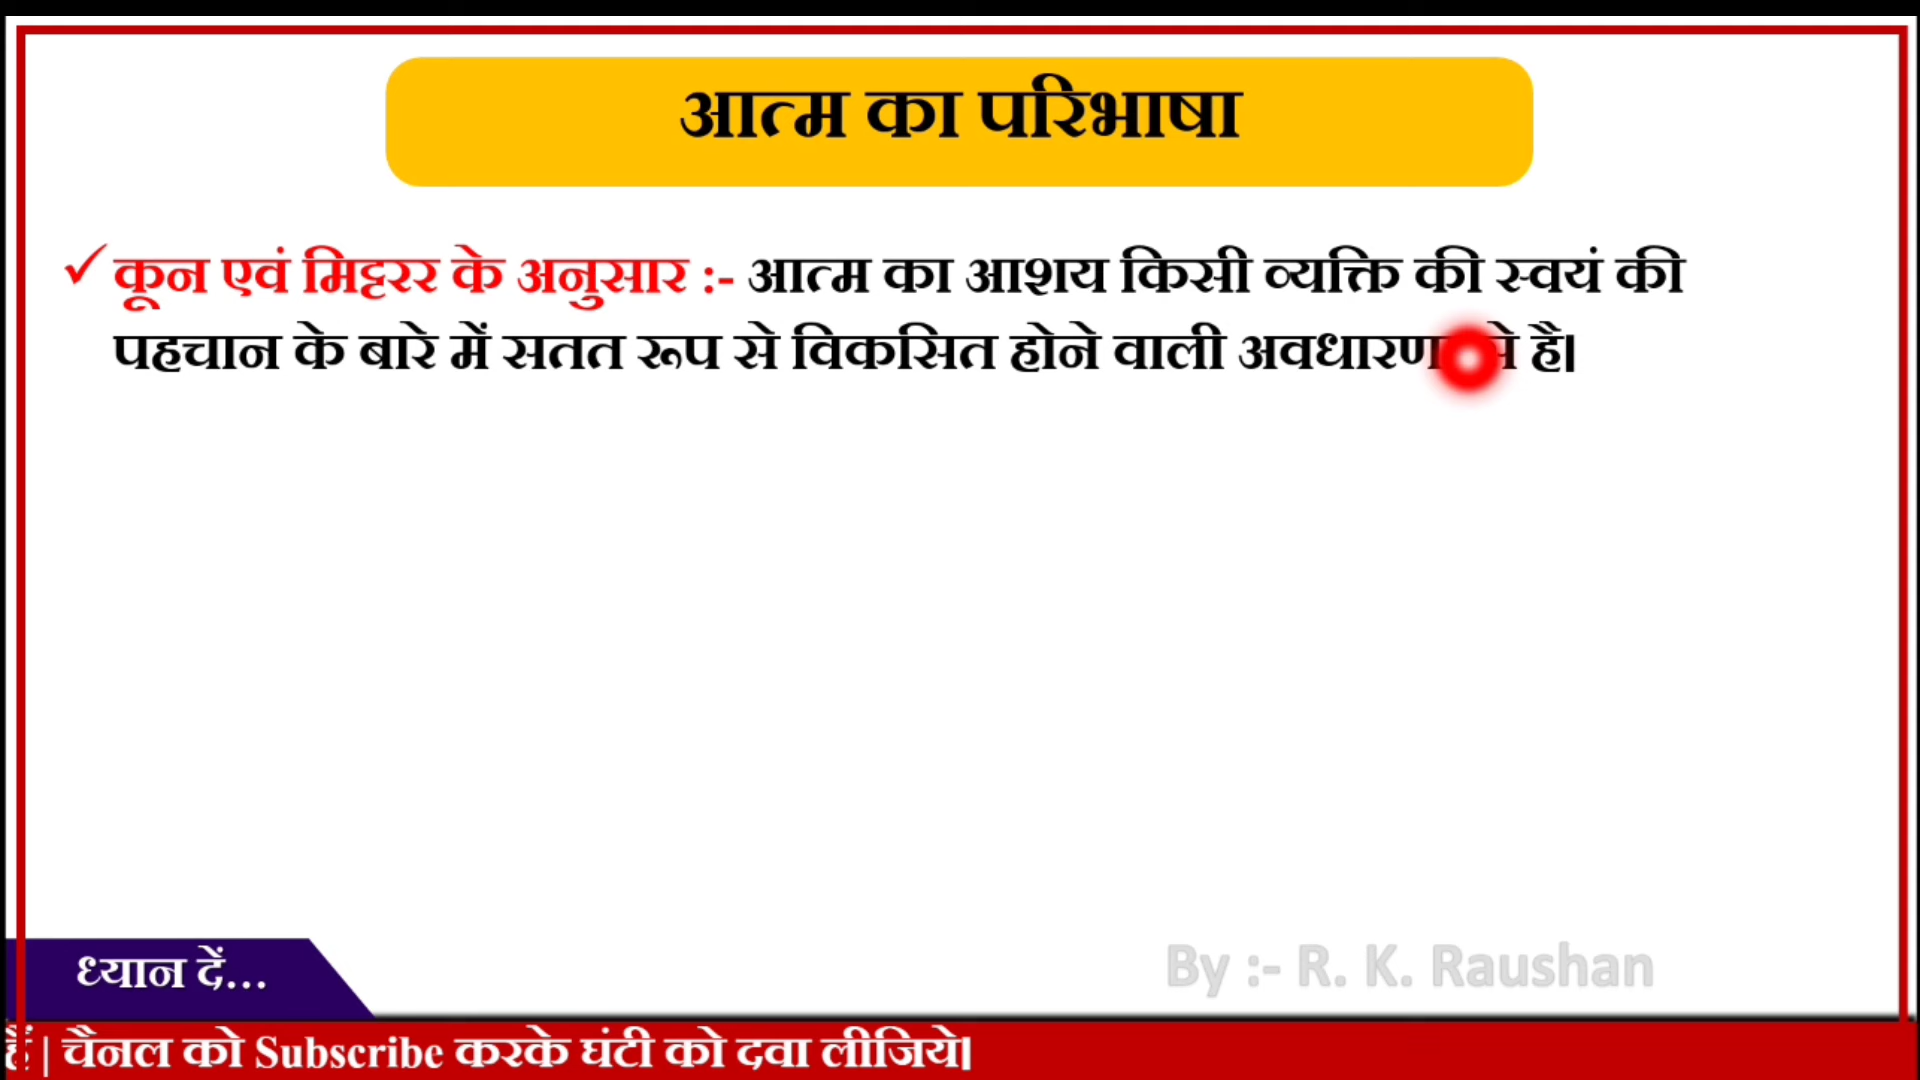 आत्म का परिभाषा
✓ कून एवं मिट्टरर के अनुसार :- आत्म का आशय किसी व्यक्ति की स्वयं की
पहचान के बारे में सतत रूप से विकसित होने वाली अवधारणा से है।
ध्यान दें...
By :- R. K. Raushan
हैं | चैनल को Subscribe करके घंटी को दवा लीजिये।